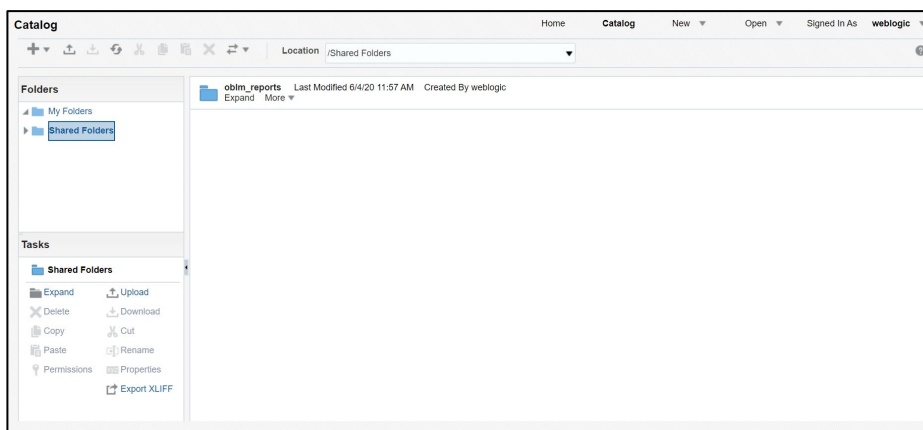 Catalog
Home Catalog New Open Signed In As weblogic
Location /Shared Folders
Folders
My Folders
Shared Folders
oblm_reports Last Modified 6/4/20 11:57 AM Created By weblogic
Expand More
Tasks
Shared Folders
Expand Upload
Delete Download
Copy Cut
Paste Rename
Permissions Properties
Export XLIFF